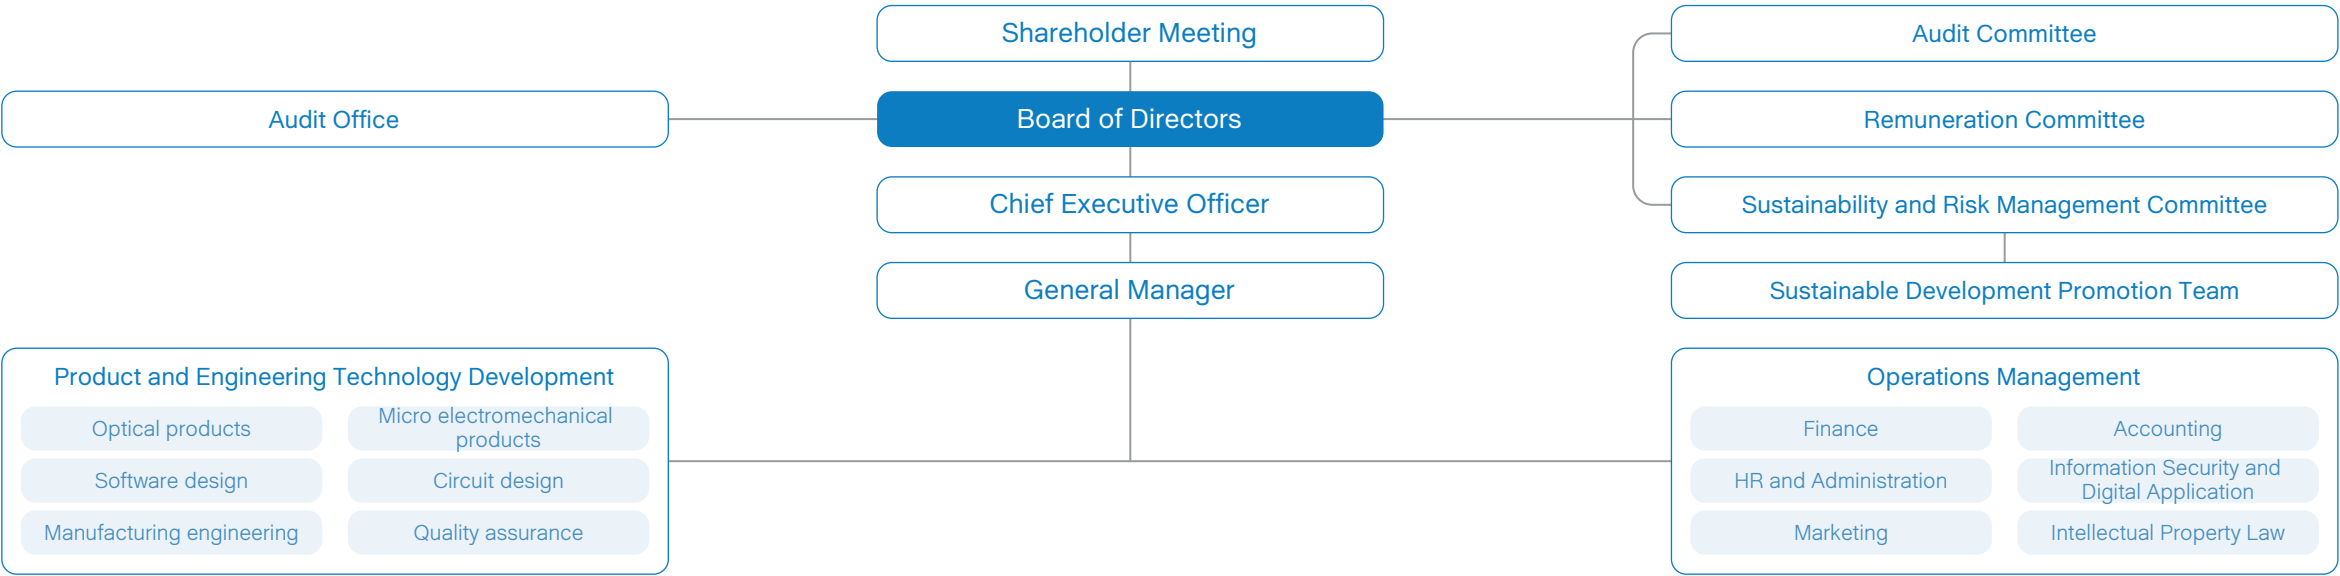 Shareholder Meeting
Audit Committee
Audit Office
Board of Directors
Remuneration Committee
Chief Executive Officer
Sustainability and Risk Management Committee
General Manager
Sustainable Development Promotion Team
Product and Engineering Technology Development
Optical products
Micro electromechanical
products
Software design
Circuit design
Manufacturing engineering
Quality assurance
Operations Management
Finance
Accounting
HR and Administration
Information Security and
Digital Application
Marketing
Intellectual Property Law